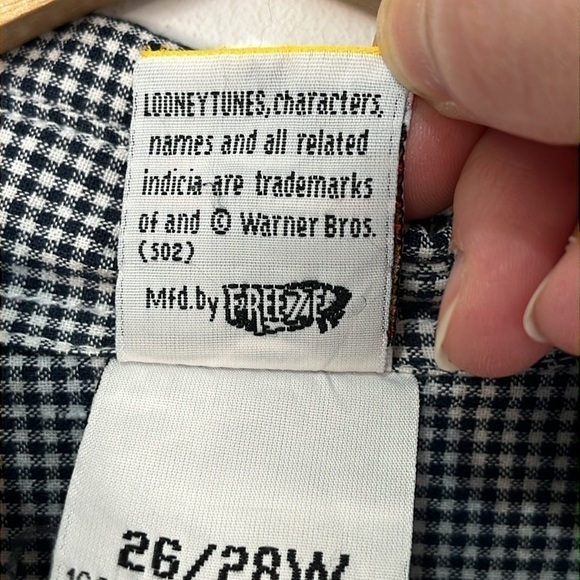 LOONEYTUNES, characters,
names and all related
indicia are trademarks
of and © Warner Bros.
(s02)
Mfd.by FREEZE
26/28W